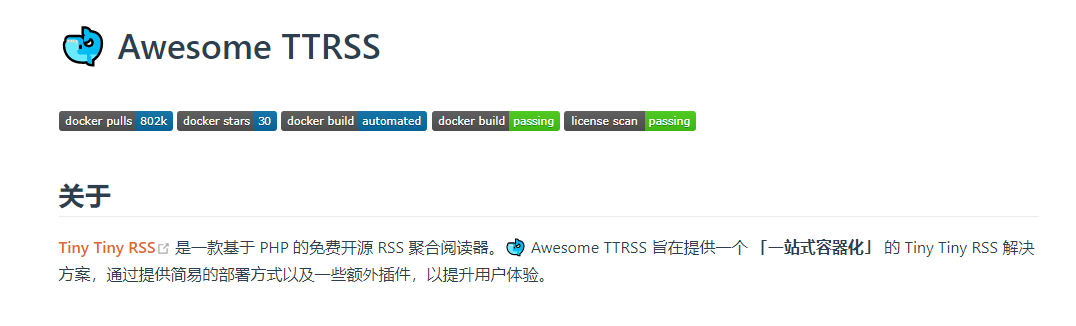 Awesome TTRSS
docker pulls 802k docker stars 30 docker build automated docker build passing license scan passing
关于
Tiny Tiny RSS 是一款基于 PHP 的免费开源 RSS 聚合阅读器。 Awesome TTRSS 旨在提供一个 「一站式容器化」 的 Tiny Tiny RSS 解决
方案，通过提供简易的部署方式以及一些额外插件，以提升用户体验。